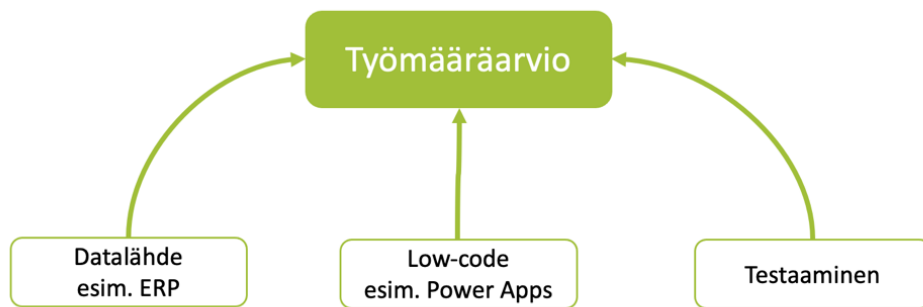 Työmääräarvio
Datalähde
esim. ERP
Low-code
esim. Power Apps
Testaaminen